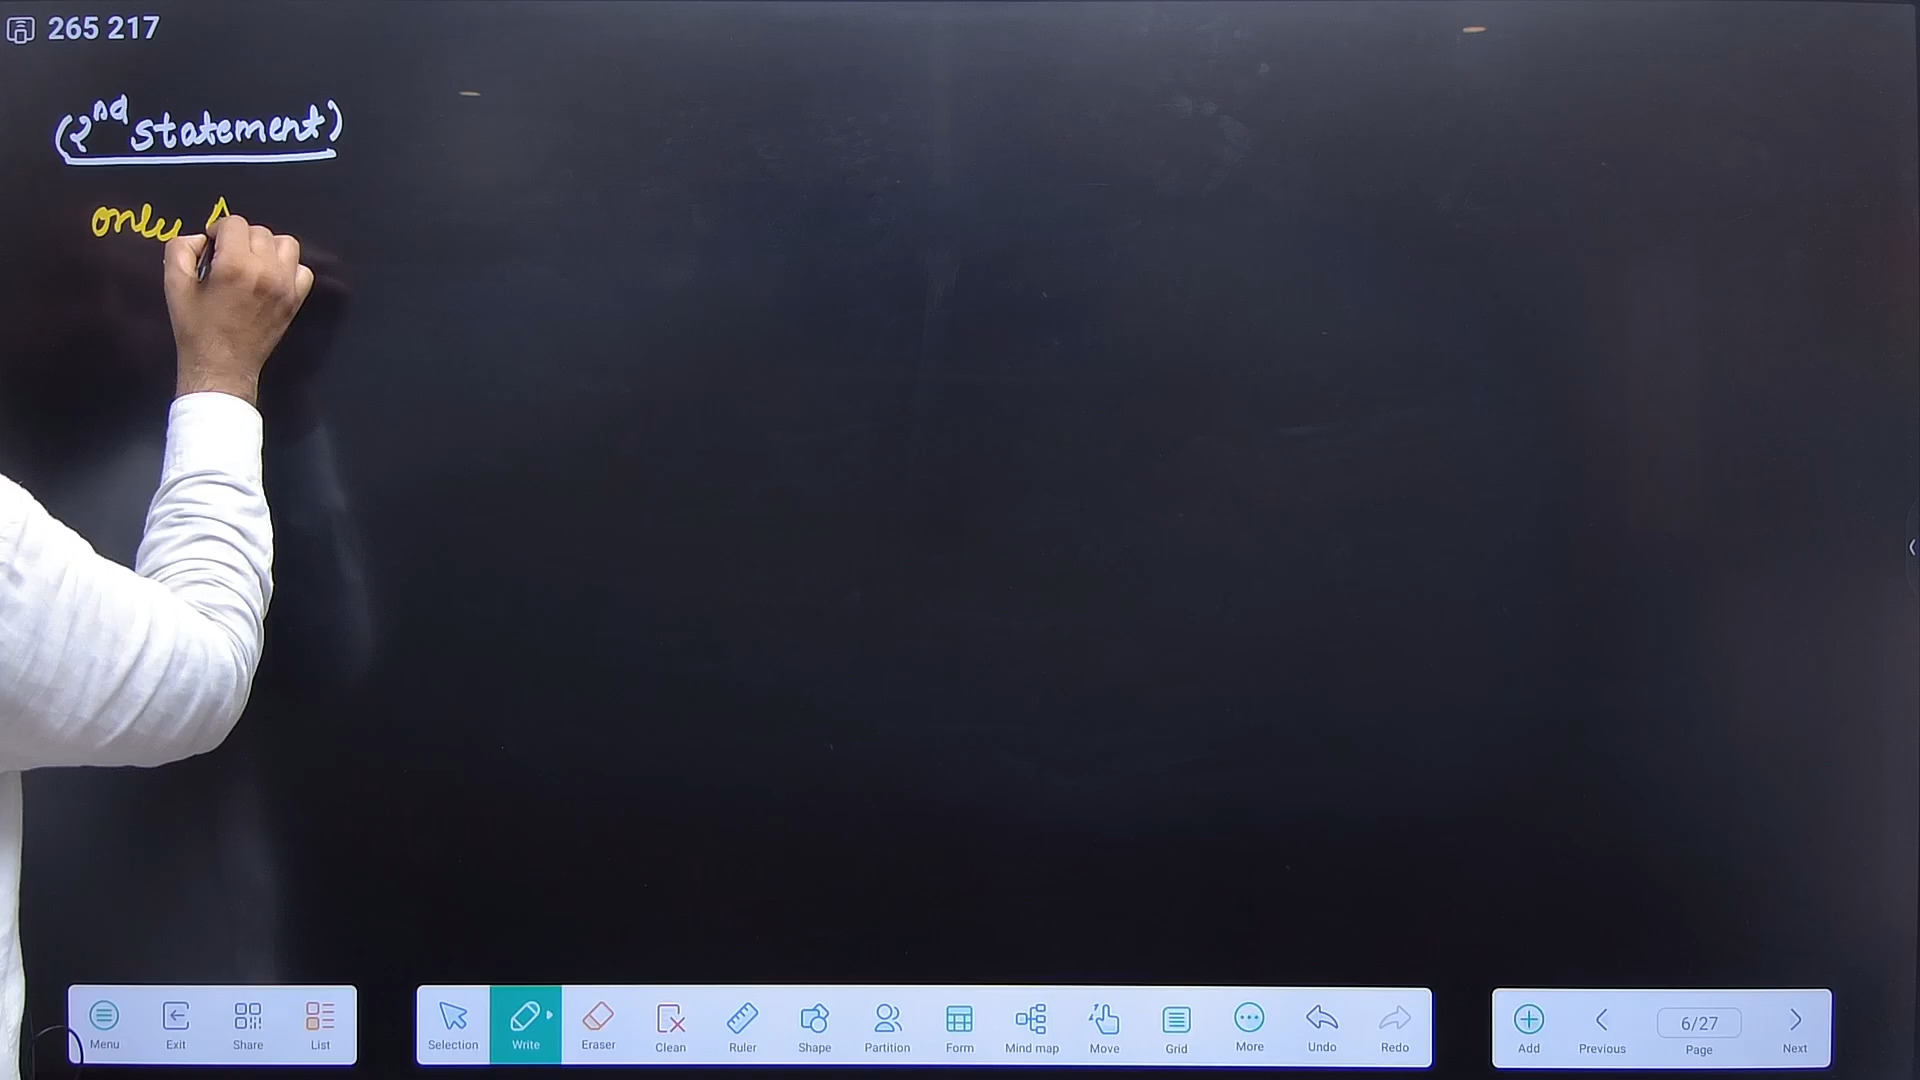 265 217
(2nd statement)
only A
Menu Exit Share List
Selection Write Eraser Clean Ruler Shape Partition Form Mind map Move Grid More Undo Redo
Add Previous 6/27 Page Next